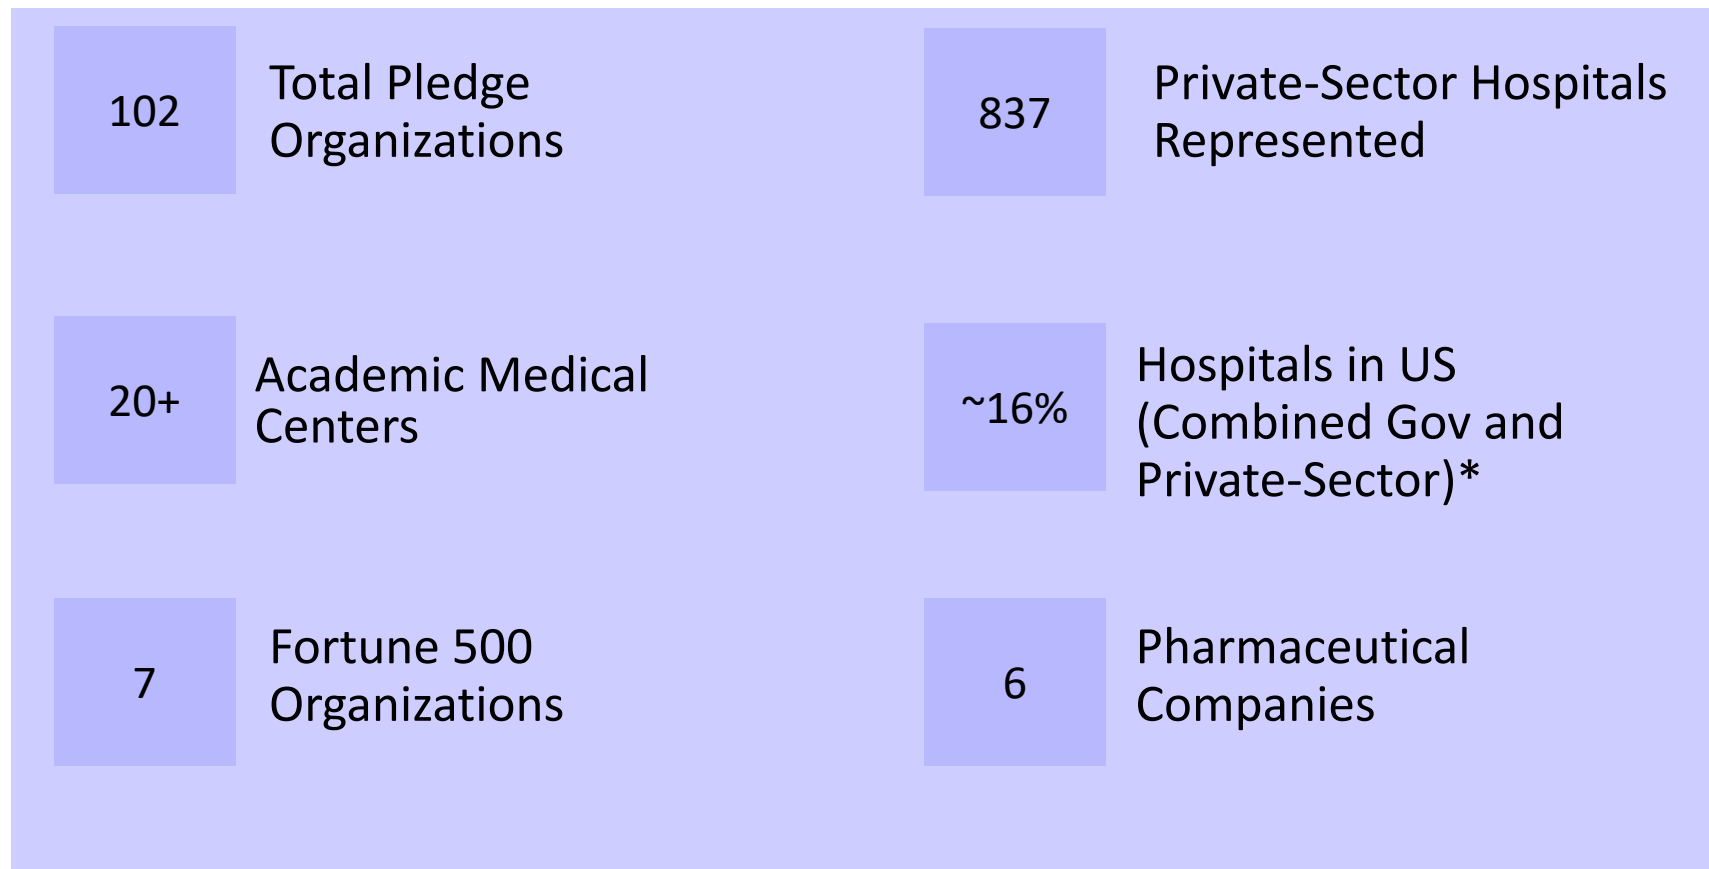 102
Total Pledge
Organizations
837
Private-Sector Hospitals
Represented
20+
Academic Medical
Centers
~16%
Hospitals in US
(Combined Gov and
Private-Sector)*
7
Fortune 500
Organizations
6
Pharmaceutical
Companies